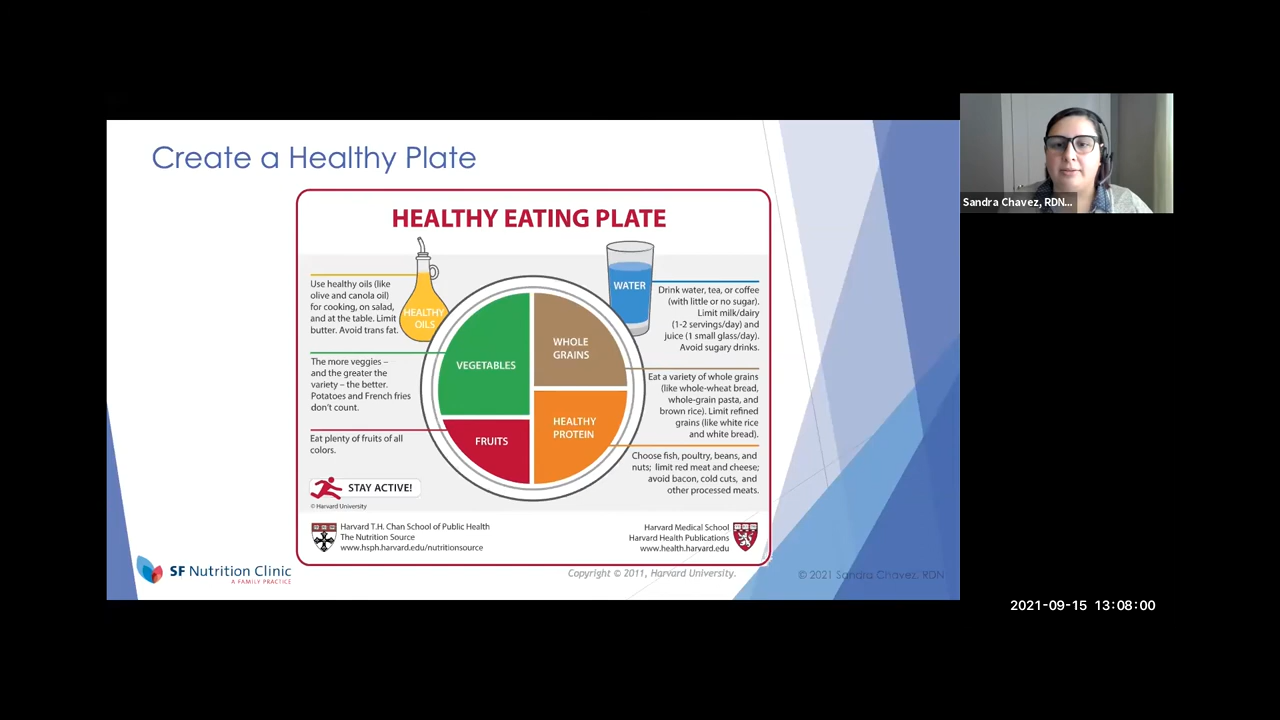 Create a Healthy Plate
HEALTHY EATING PLATE
Use healthy oils (like
olive and canola oil)
for cooking, on salad,
and at the table. Limit
butter. Avoid trans fat.
HEALTHY
OILS
The more veggies –
and the greater the
variety – the better.
Potatoes and French fries
don't count.
Eat plenty of fruits of all
colors.
STAY ACTIVE!
© Harvard University
VEGETABLES
FRUITS
WHOLE
GRAINS
HEALTHY
PROTEIN
WATER
Drink water, tea, or coffee
(with little or no sugar).
Limit milk/dairy
(1-2 servings/day) and
juice (1 small glass/day).
Avoid sugary drinks.
Eat a variety of whole grains
(like whole-wheat bread,
whole-grain pasta, and
brown rice). Limit refined
grains (like white rice
and white bread).
Choose fish, poultry, beans, and
nuts; limit red meat and cheese;
avoid bacon, cold cuts, and
other processed meats.
Harvard T.H. Chan School of Public Health
The Nutrition Source
www.hsph.harvard.edu/nutritionsource
Harvard Medical School
Harvard Health Publications
www.health.harvard.edu
SF Nutrition Clinic
A FAMILY PRACTICE
Copyright © 2011, Harvard University.
© 2021 Sandra Chavez, RDN
Sandra Chavez, RDN...
2021-09-15 13:08:00